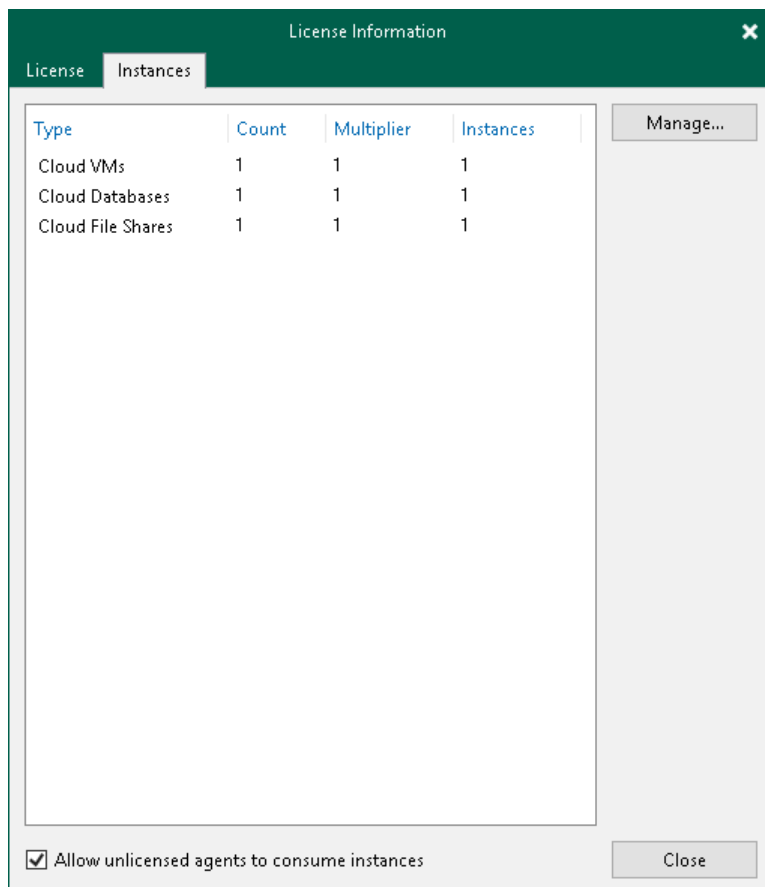 License Information
License Instances
Type Count Multiplier Instances Manage...
Cloud VMs 1 1 1
Cloud Databases 1 1 1
Cloud File Shares 1 1 1
Allow unlicensed agents to consume instances Close